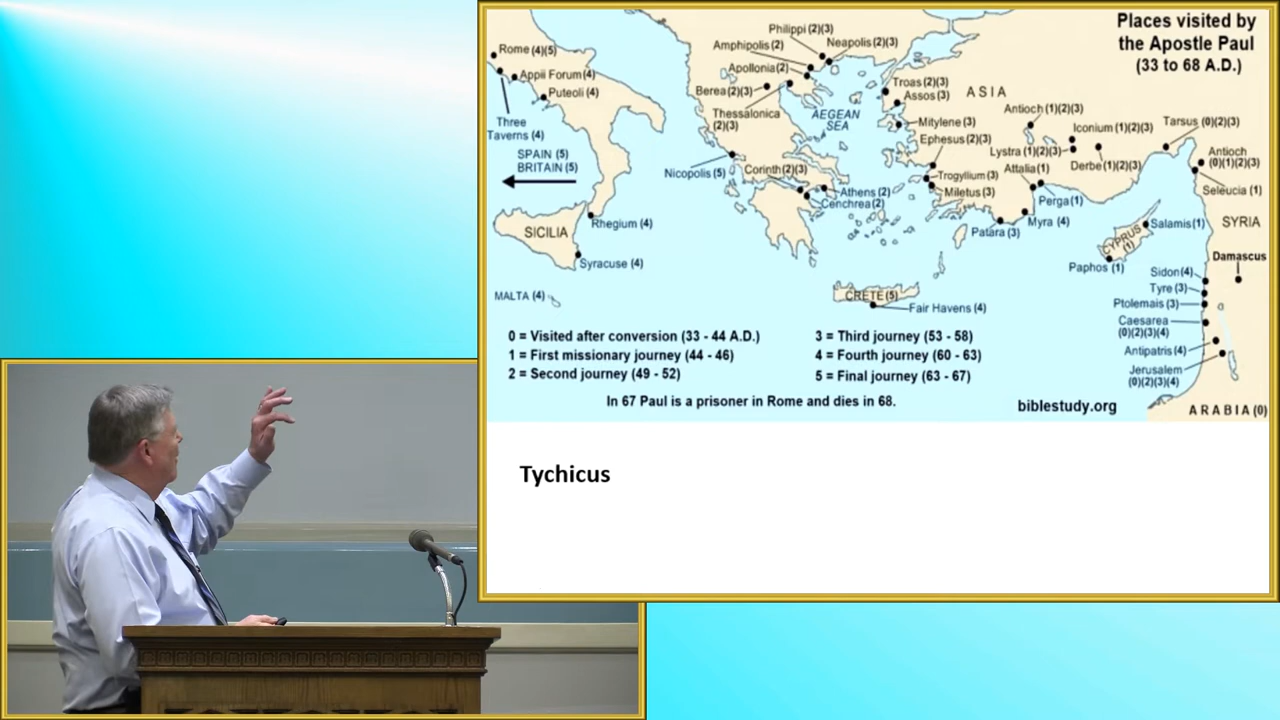 Places visited by
the Apostle Paul
(33 to 68 A.D.)
Philippi (2)(3)
Neapolis (2)(3)
Amphipolis (2)
Apollonia (2)
Berea (2)(3)
Thessalonica
(2)(3)
Rome (4)(5)
Appii Forum (4)
Puteoli (4)
Three
Taverns (4)
SPAIN (5)
BRITAIN (5)
Nicopolis (5)
Corinth (2)(3)
Athens (2)
Cenchrea (2)
AEGEAN
SEA
Troas (2)(3)
Assos (3)
ASIA
Mitylene (3)
Ephesus (2)(3)
Trogyllium (3)
Miletus (3)
Antioch (1)(2)(3)
Iconium (1)(2)(3)
Lystra (1)(2)(3)
Derbe (1)(2)(3)
Tarsus (0)(2)(3)
Antioch
(0)(1)(2)(3)
Seleucia (1)
Attalia (1)
Perga (1)
Myra (4)
Patara (3)
SICILIA
Rhegium (4)
Syracuse (4)
MALTA (4)
CRETE (5)
Fair Havens (4)
CYPRUS
(1)
Salamis (1)
Paphos (1)
SYRIA
Damascus
Sidon (4)
Tyre (3)
Ptolemais (3)
Caesarea
(0)(2)(3)(4)
Antipatris (4)
Jerusalem
(0)(2)(3)(4)
ARABIA (0)
0 = Visited after conversion (33 - 44 A.D.)
1 = First missionary journey (44 - 46)
2 = Second journey (49 - 52)
3 = Third journey (53 - 58)
4 = Fourth journey (60 - 63)
5 = Final journey (63 - 67)
In 67 Paul is a prisoner in Rome and dies in 68.
biblestudy.org
Tychicus